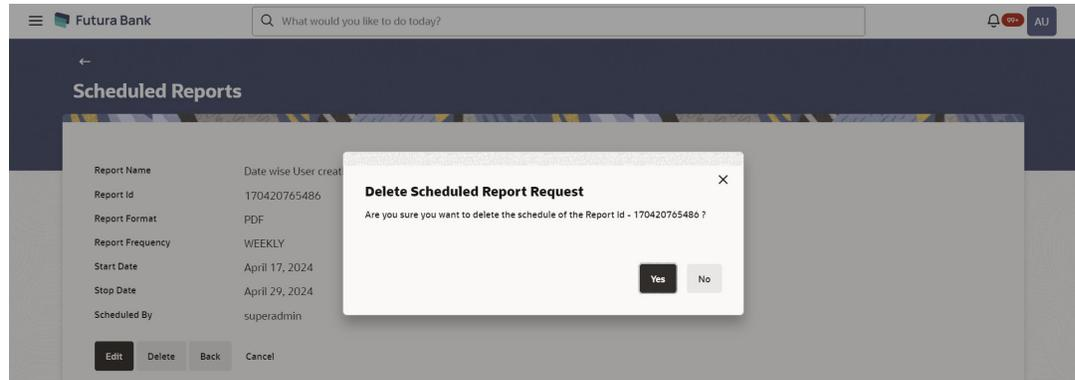 Futura Bank
What would you like to do today?
99+
AU
Scheduled Reports
Report Name Date wise User creat
Report Id 170420765486
Report Format PDF
Report Frequency WEEKLY
Start Date April 17, 2024
Stop Date April 29, 2024
Scheduled By superadmin
Edit Delete Back Cancel
Delete Scheduled Report Request
Are you sure you want to delete the schedule of the Report Id - 170420765486 ?
Yes No